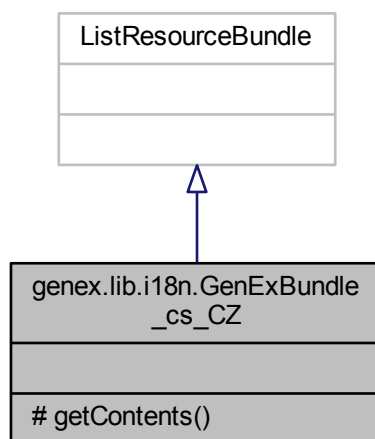 ListResourceBundle
genex.lib.i18n.GenExBundle
_cs_CZ
# getContents()